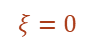 ξ = 0